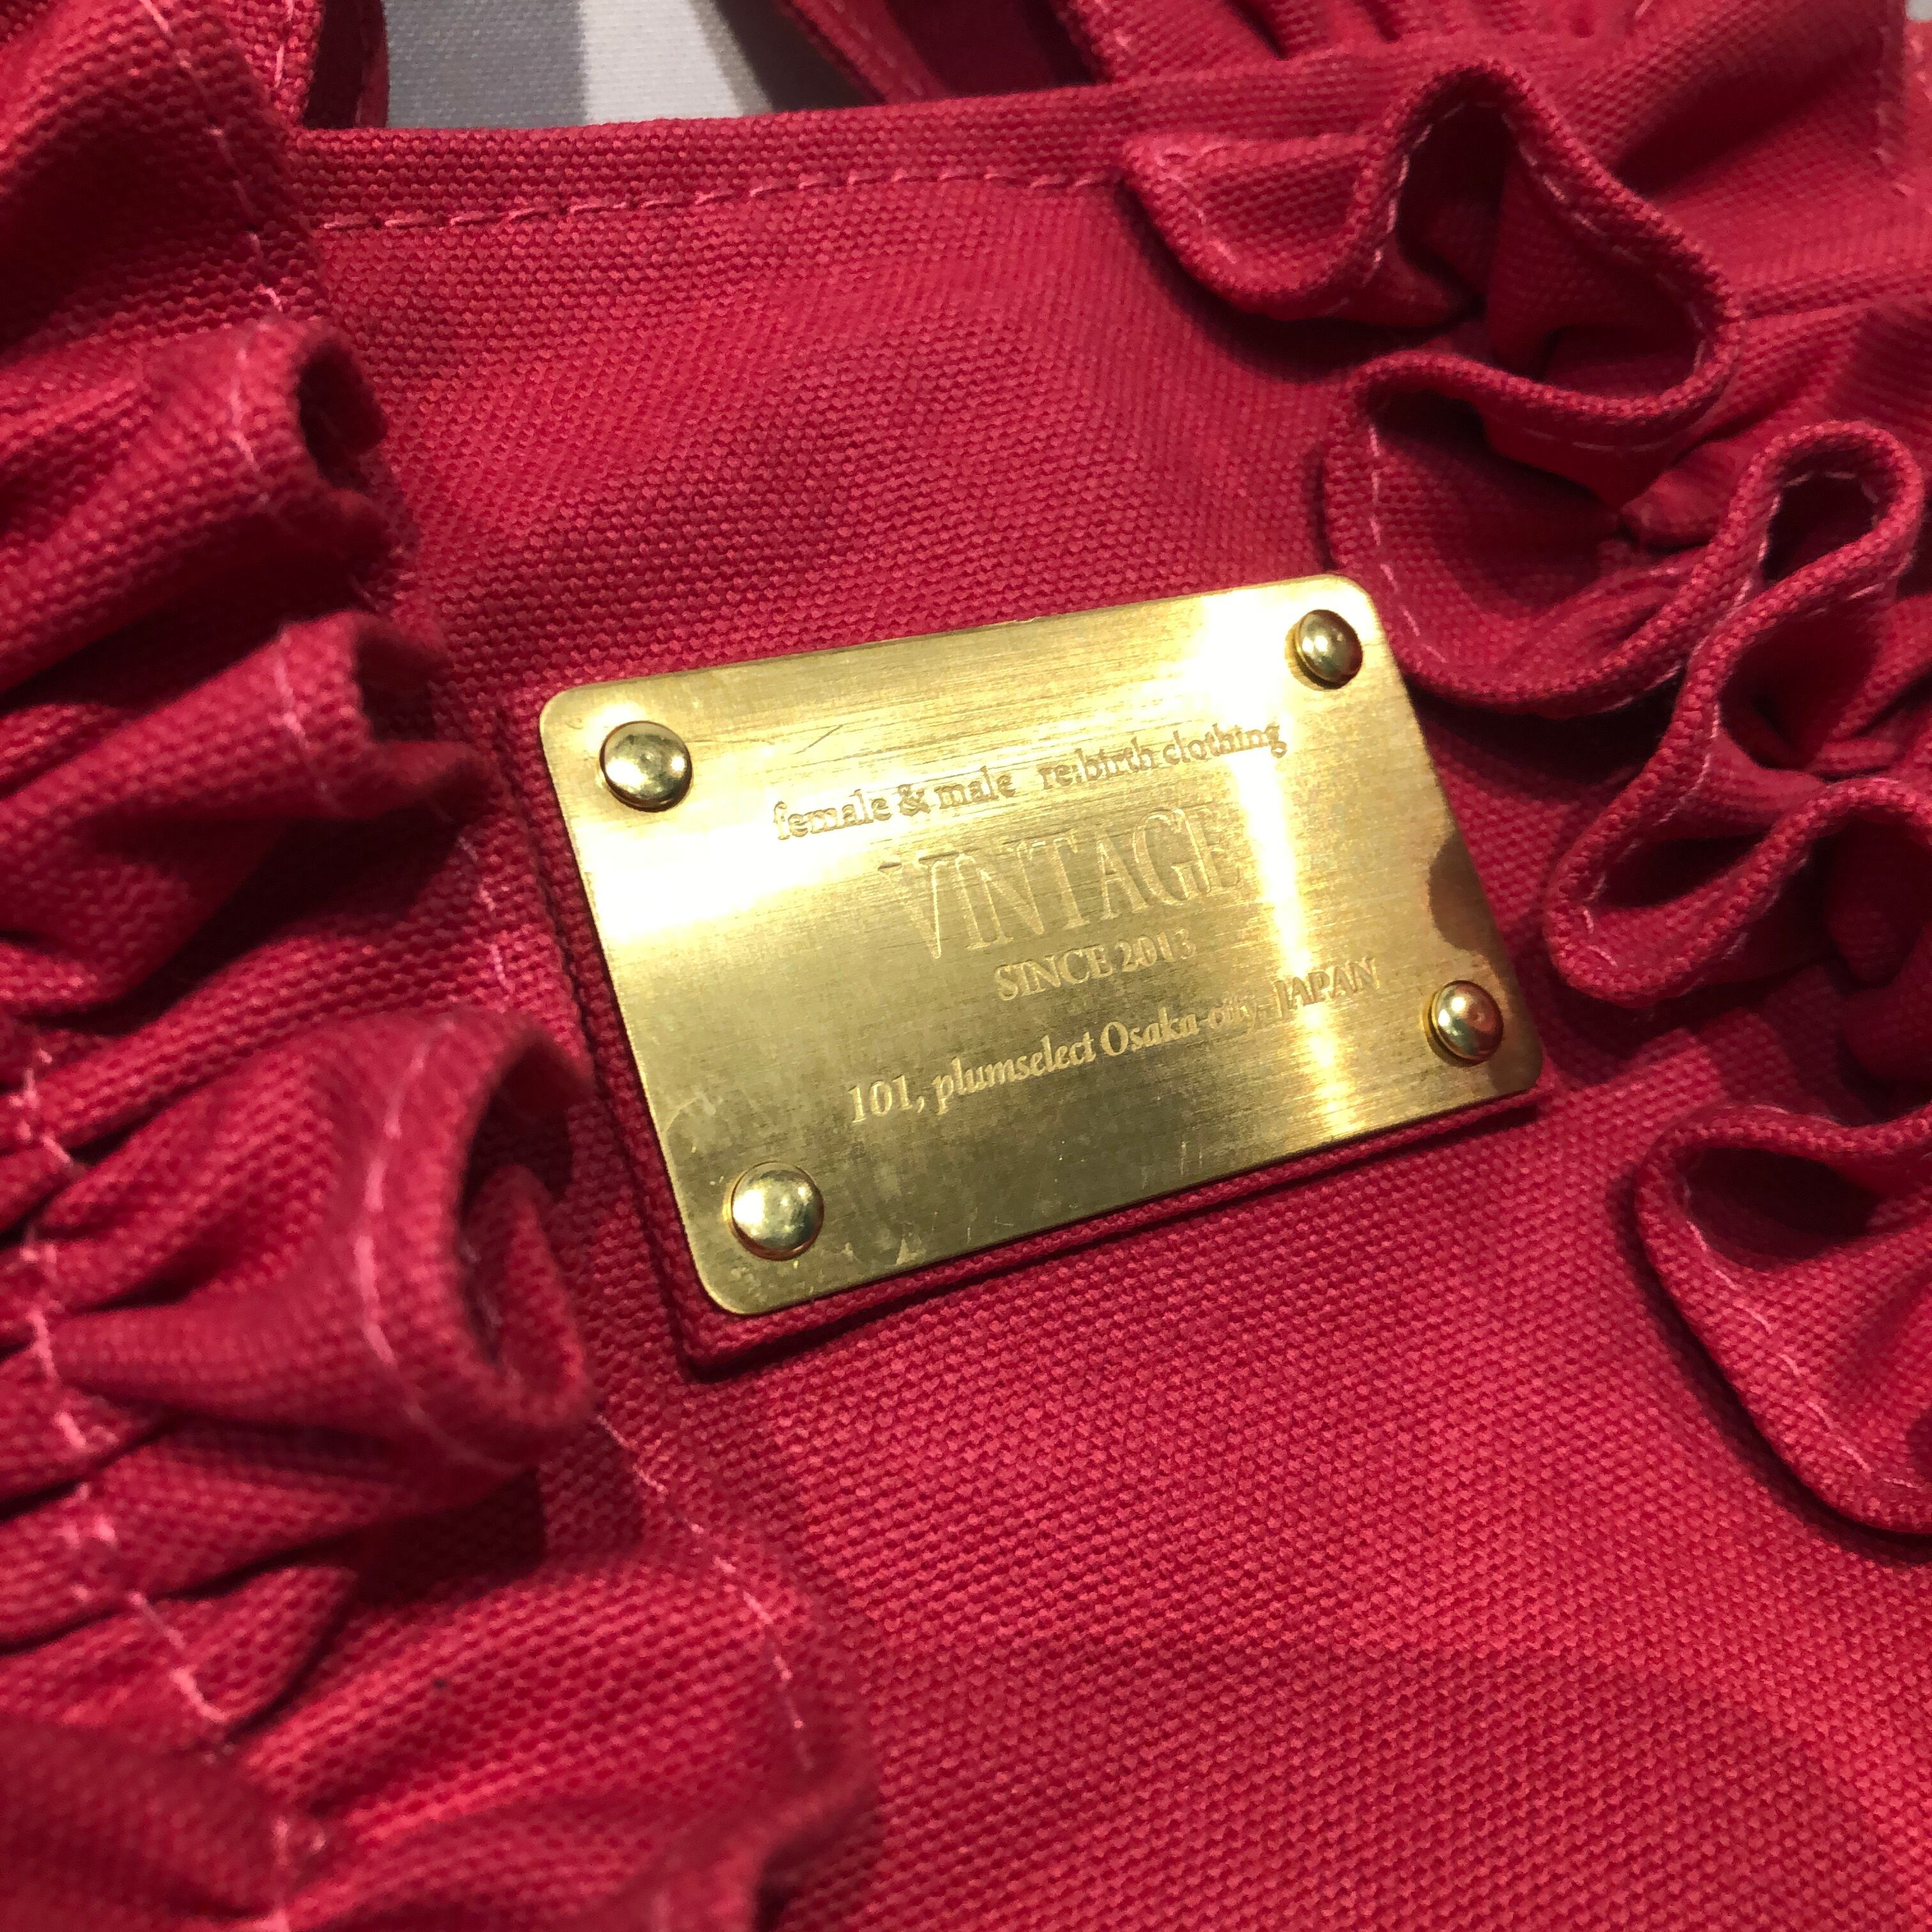 female & male re:birth clothing
VINTAGE
SINCE 2013
101, plumselect Osaka-city, JAPAN